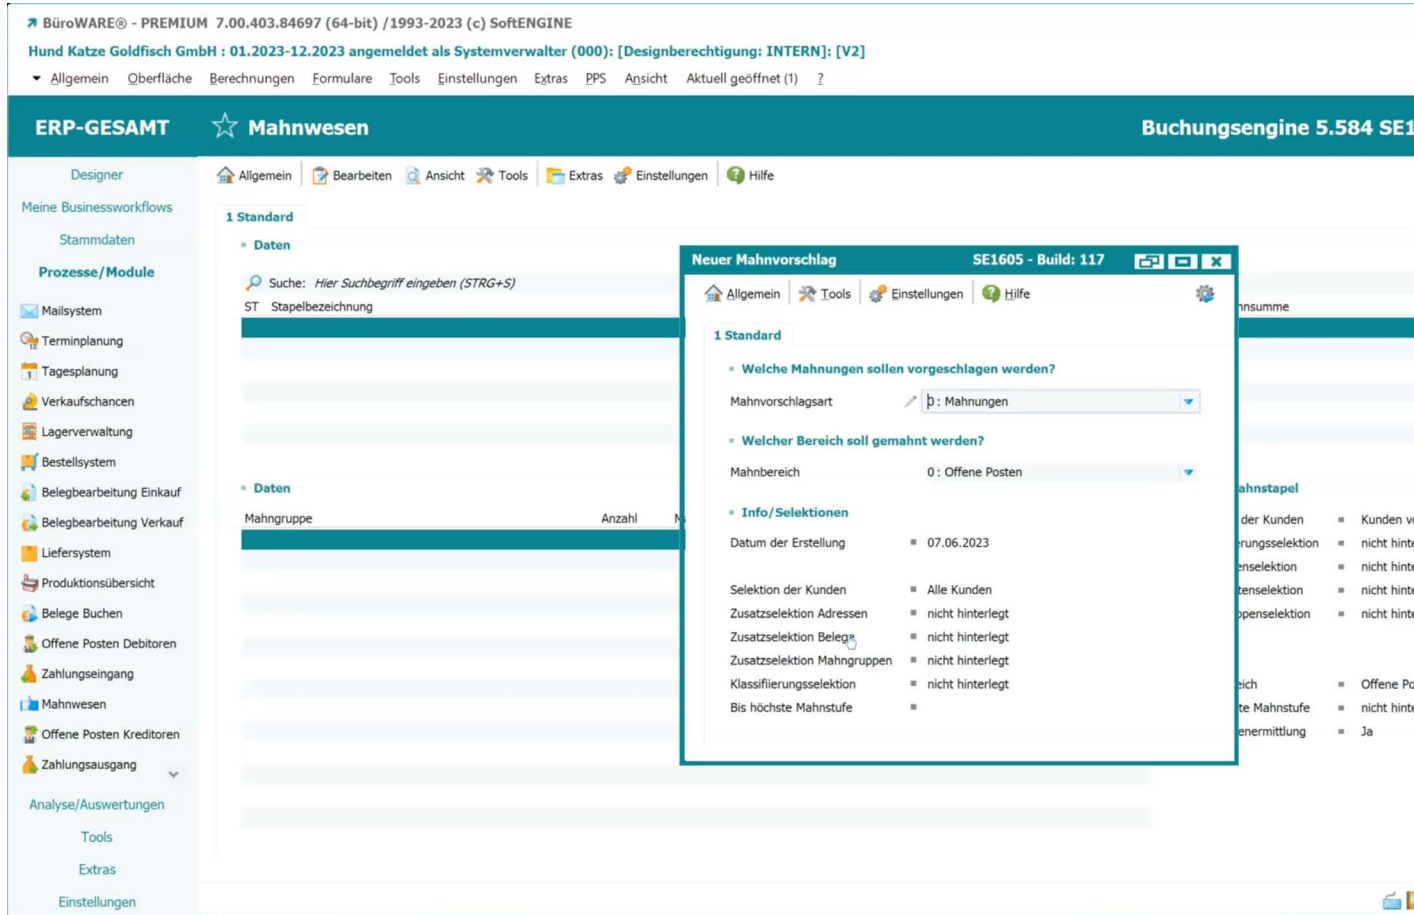 BüroWARE® - PREMIUM 7.00.403.84697 (64-bit) /1993-2023 (c) SoftENGINE
Hund Katze Goldfisch GmbH : 01.2023-12.2023 angemeldet als Systemverwalter (000): [Designberechtigung: INTERN]: [V2]
Allgemein Oberfläche Berechnungen Formulare Tools Einstellungen Extras PPS Ansicht Aktuell geöffnet (1) ?
ERP-GESAMT Mahnwesen Buchungsengine 5.584 SE1
Designer
Meine Businessworkflows
Stammdaten
Prozesse/Module
Mailsystem
Terminplanung
Tagesplanung
Verkaufschancen
Lagerverwaltung
Bestellsystem
Belegbearbeitung Einkauf
Belegbearbeitung Verkauf
Liefersystem
Produktionsübersicht
Belege Buchen
Offene Posten Debitoren
Zahlungseingang
Mahnwesen
Offene Posten Kreditoren
Zahlungsausgang
Analyse/Auswertungen
Tools
Extras
Einstellungen
Allgemein Bearbeiten Ansicht Tools Extras Einstellungen Hilfe
1 Standard
Daten
Suche: Hier Suchbegriff eingeben (STRG+S)
ST Stapelbezeichnung
nnsumme
Daten
Mahngruppe Anzahl
Neuer Mahnvorschlag SE1605 - Build: 117
Allgemein Tools Einstellungen Hilfe
1 Standard
Welche Mahnungen sollen vorgeschlagen werden?
Mahnvorschlagsart 0 : Mahnungen
Welcher Bereich soll gemahnt werden?
Mahnbereich 0 : Offene Posten
Info/Selektionen
Datum der Erstellung 07.06.2023
Selektion der Kunden Alle Kunden
Zusatzselektion Adressen nicht hinterlegt
Zusatzselektion Belege nicht hinterlegt
Zusatzselektion Mahngruppen nicht hinterlegt
Klassifiierungsselektion nicht hinterlegt
Bis höchste Mahnstufe
ahnstapel
der Kunden Kunden v
erungsselektion nicht hinte
enselektion nicht hinte
tenselektion nicht hinte
ppenselektion nicht hinte
eich Offene Po
te Mahnstufe nicht hinte
enermittlung Ja